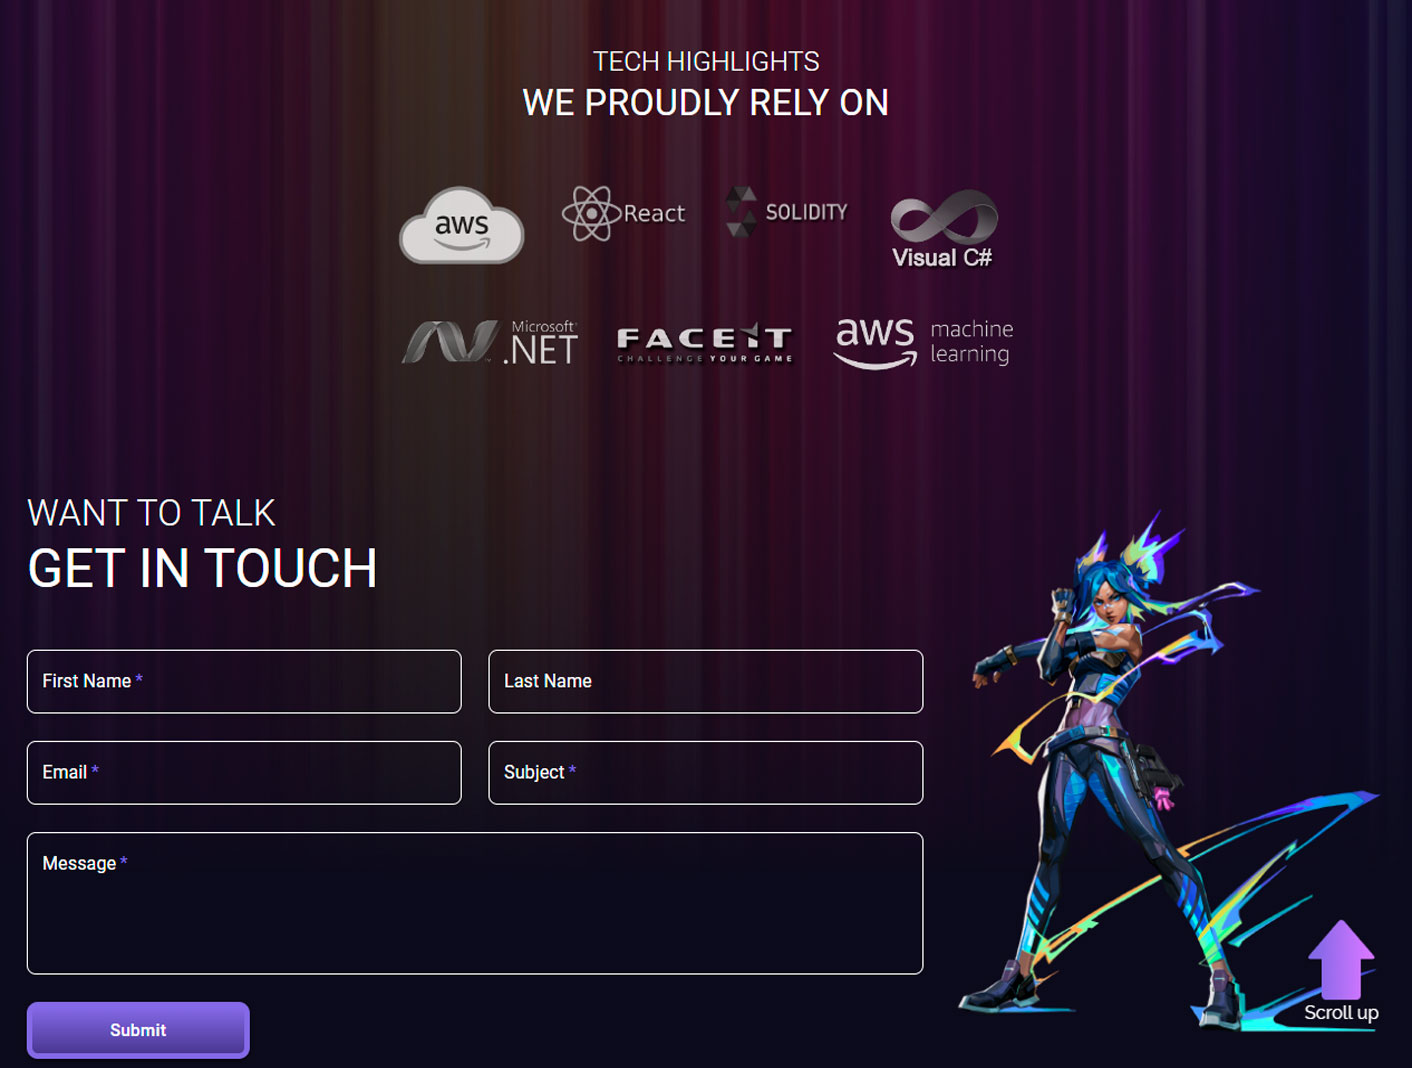 TECH HIGHLIGHTS
WE PROUDLY RELY ON
aws
React
SOLIDITY
Visual C#
Microsoft
.NET
FACEIT
CHALLENGE YOUR GAME
aws machine
learning
WANT TO TALK
GET IN TOUCH
First Name *
Last Name
Email *
Subject *
Message *
Submit
Scroll up